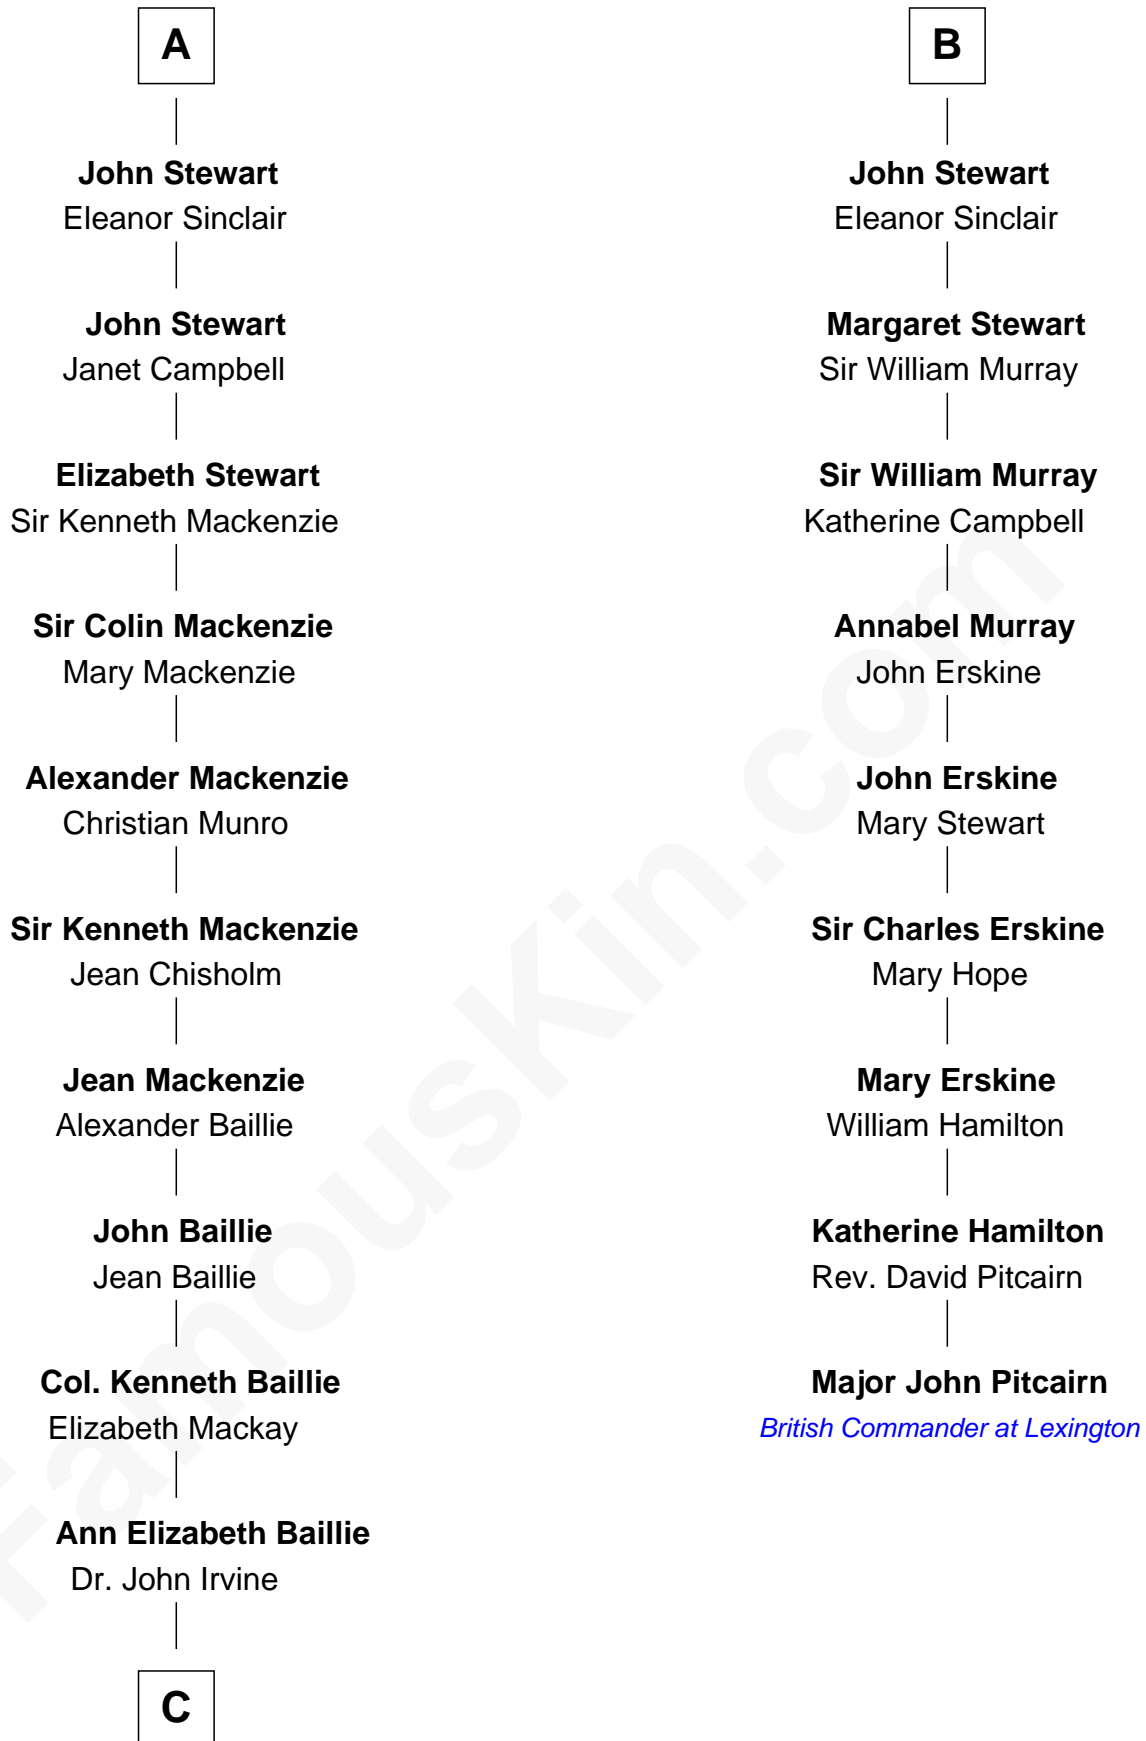 A
John Stewart
Eleanor Sinclair
John Stewart
Janet Campbell
Elizabeth Stewart
Sir Kenneth Mackenzie
Sir Colin Mackenzie
Mary Mackenzie
Alexander Mackenzie
Christian Munro
Sir Kenneth Mackenzie
Jean Chisholm
Jean Mackenzie
Alexander Baillie
John Baillie
Jean Baillie
Col. Kenneth Baillie
Elizabeth Mackay
Ann Elizabeth Baillie
Dr. John Irvine
C
B
John Stewart
Eleanor Sinclair
Margaret Stewart
Sir William Murray
Sir William Murray
Katherine Campbell
Annabel Murray
John Erskine
John Erskine
Mary Stewart
Sir Charles Erskine
Mary Hope
Mary Erskine
William Hamilton
Katherine Hamilton
Rev. David Pitcairn
Major John Pitcairn
British Commander at Lexington
FamousKin.com